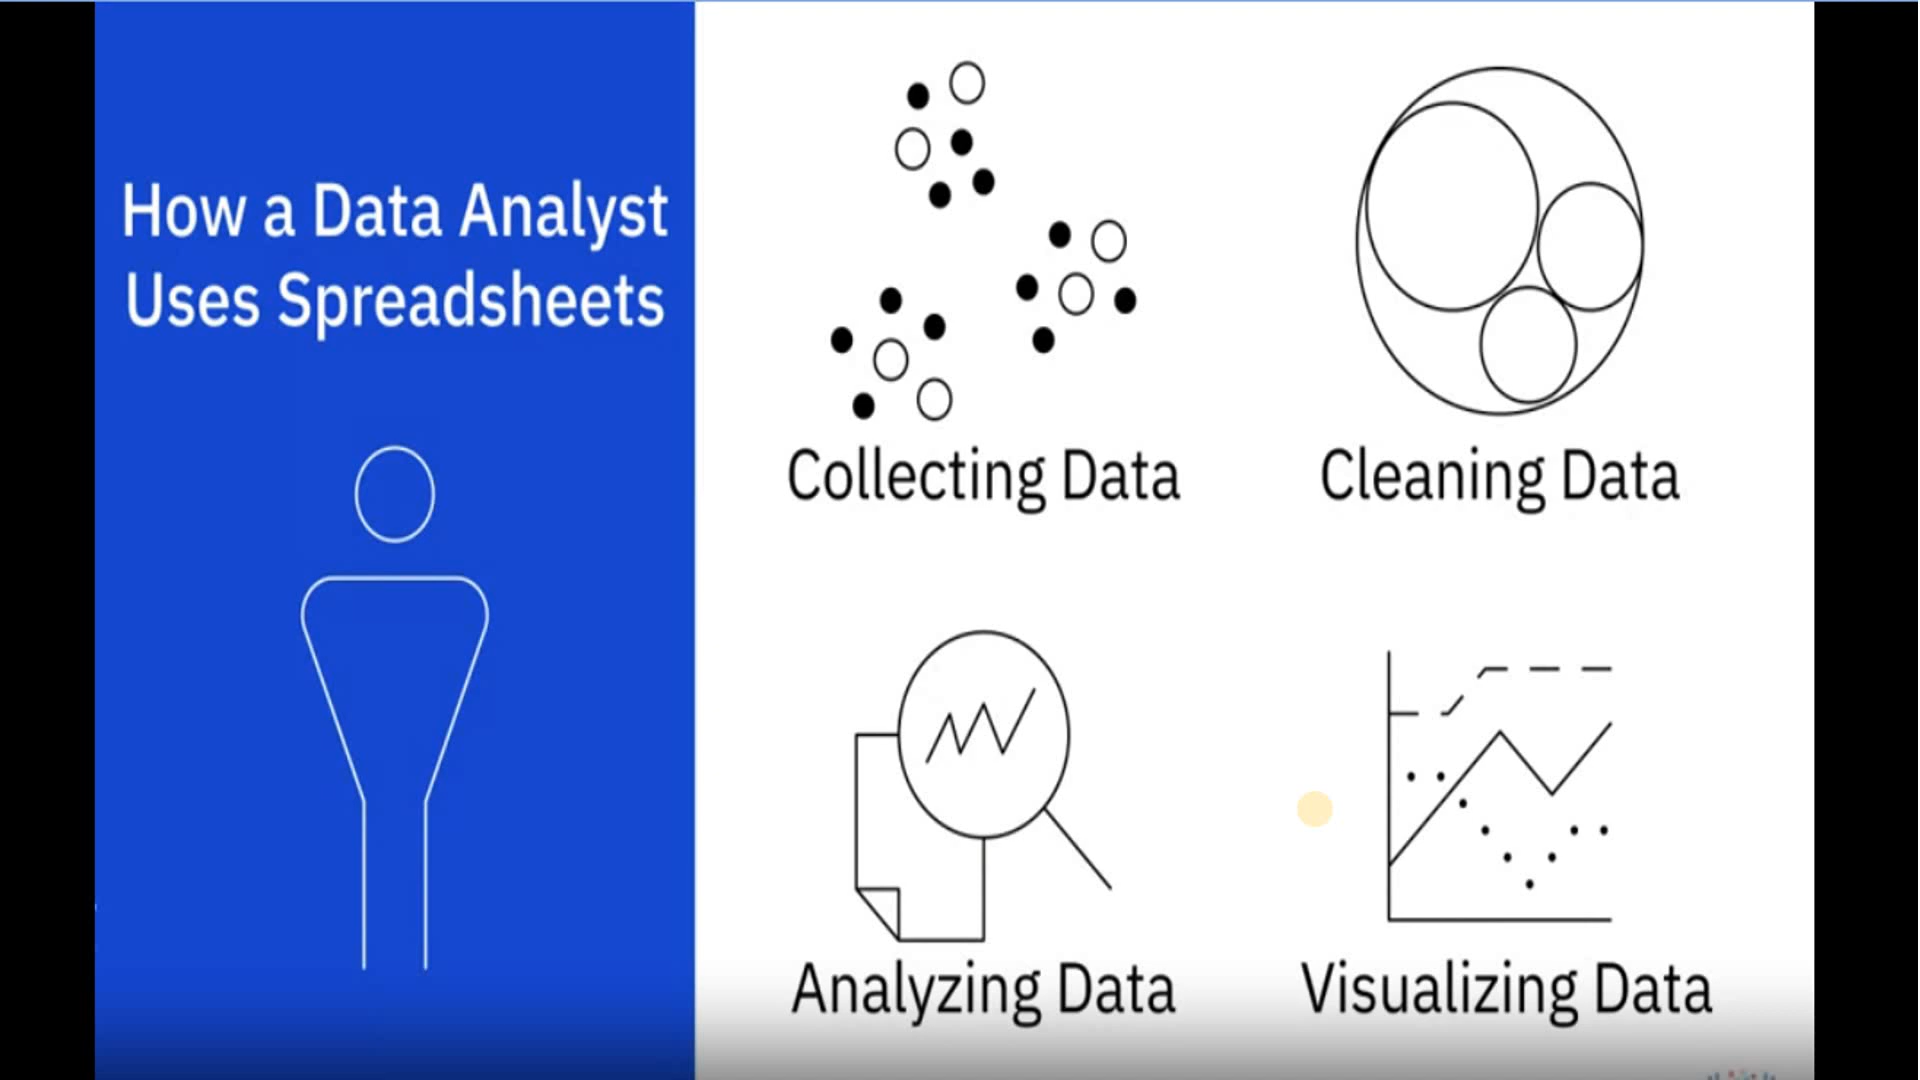 How a Data Analyst
Uses Spreadsheets
Collecting Data
Cleaning Data
Analyzing Data
Visualizing Data